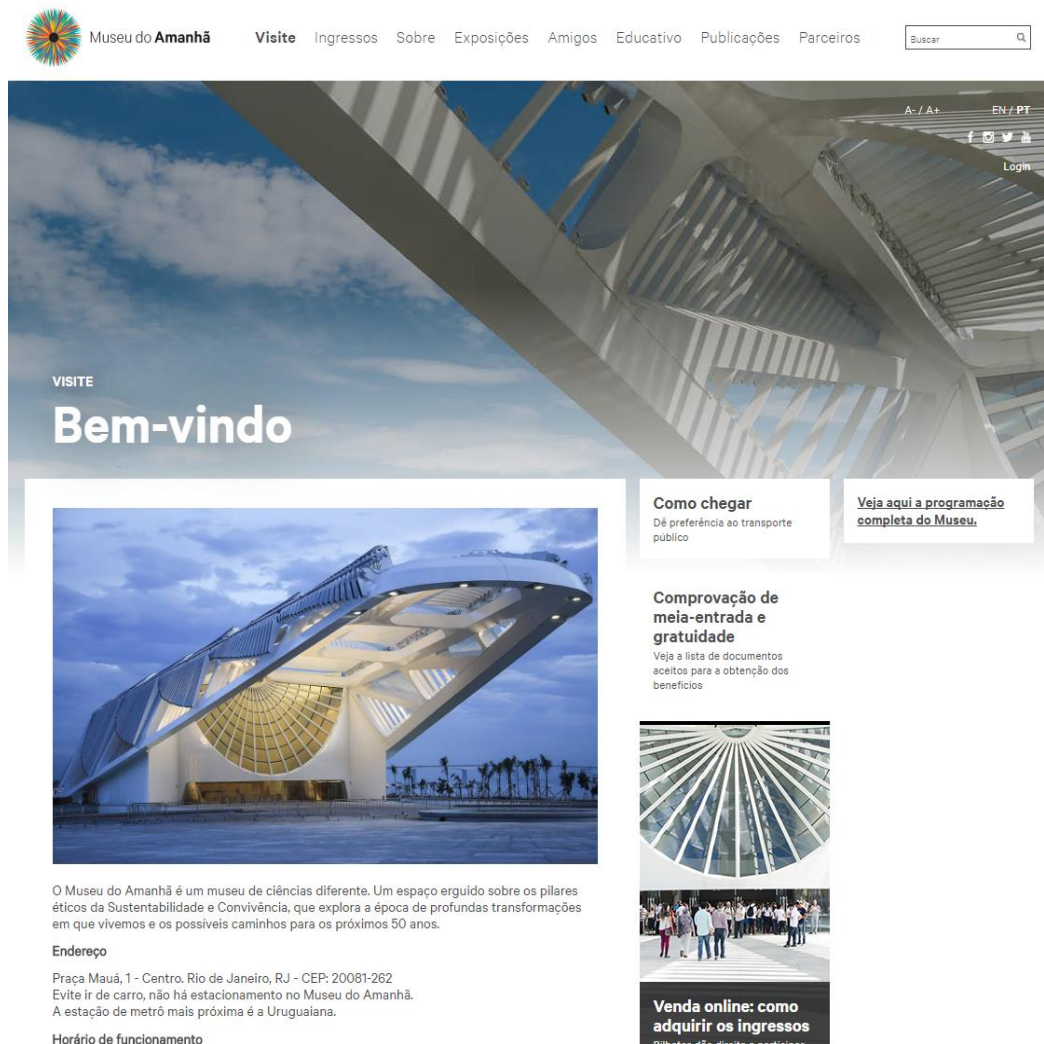 Museu do Amanhã
Visite Ingressos Sobre Exposições Amigos Educativo Publicações Parceiros
Buscar
A- / A+ EN / PT
Login
VISITE
Bem-vindo
Como chegar
Dê preferência ao transporte
público
Veja aqui a programação
completa do Museu.
Comprovação de
meia-entrada e
gratuidade
Veja a lista de documentos
aceitos para a obtenção dos
benefícios
O Museu do Amanhã é um museu de ciências diferente. Um espaço erguido sobre os pilares
éticos da Sustentabilidade e Convivência, que explora a época de profundas transformações
em que vivemos e os possíveis caminhos para os próximos 50 anos.
Endereço
Praça Mauá, 1 - Centro. Rio de Janeiro, RJ - CEP: 20081-262
Evite ir de carro, não há estacionamento no Museu do Amanhã.
A estação de metrô mais próxima é a Uruguaiana.
Horário de funcionamento
Venda online: como
adquirir os ingressos
Bilhetes dão direito a participar